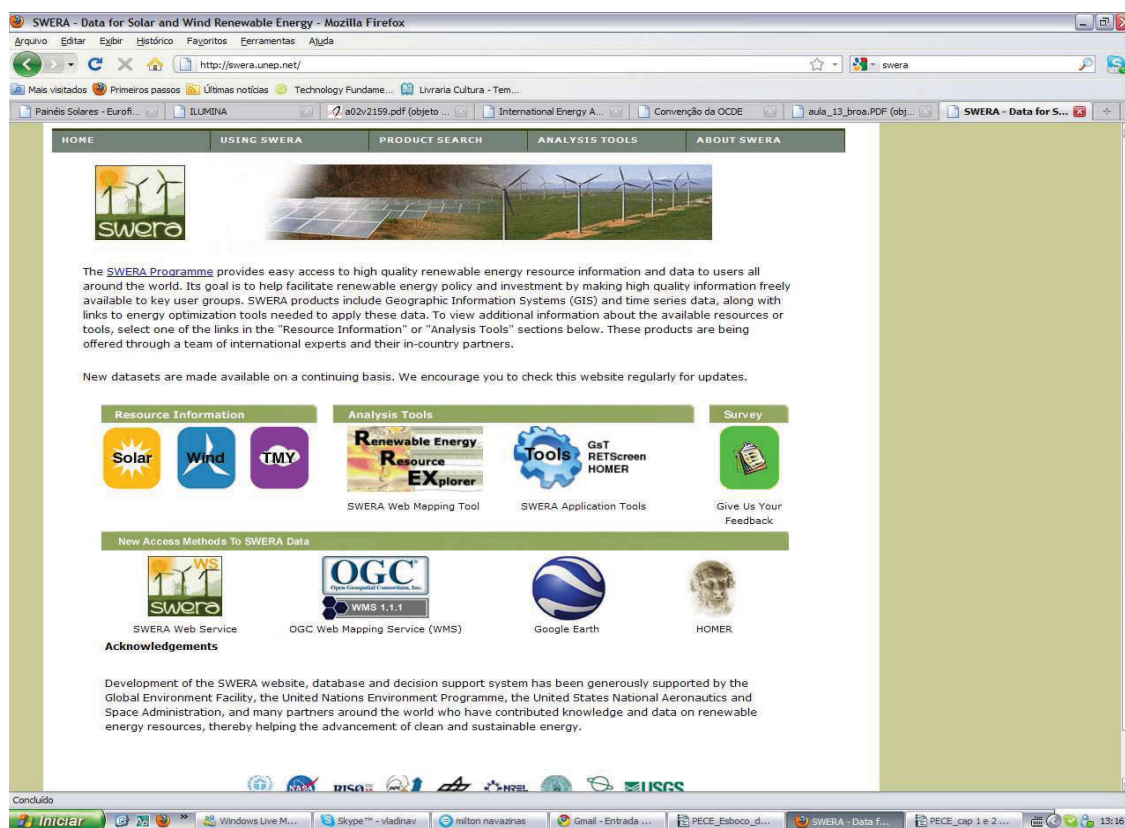 SWERA - Data for Solar and Wind Renewable Energy - Mozilla Firefox
Arquivo Editar Exibir Histórico Favoritos Ferramentas Ajuda
http://swera.unep.net/
swera
Mais visitados Primeiros passos Últimas notícias Technology Fundame... Livraria Cultura - Tem...
Painéis Solares - Eurofi... ILUMINA a02v2159.pdf (objeto ... International Energy A... Convenção da OCDE aula_13_broa.PDF (obj... SWERA - Data for S...
HOME USING SWERA PRODUCT SEARCH ANALYSIS TOOLS ABOUT SWERA
swera
The SWERA Programme provides easy access to high quality renewable energy resource information and data to users all
around the world. Its goal is to help facilitate renewable energy policy and investment by making high quality information freely
available to key user groups. SWERA products include Geographic Information Systems (GIS) and time series data, along with
links to energy optimization tools needed to apply these data. To view additional information about the available resources or
tools, select one of the links in the "Resource Information" or "Analysis Tools" sections below. These products are being
offered through a team of international experts and their in-country partners.
New datasets are made available on a continuing basis. We encourage you to check this website regularly for updates.
Resource Information Analysis Tools Survey
Solar Wind TMY
Renewable Energy
Resource
EXplorer
Tools
GsT
RETScreen
HOMER
SWERA Web Mapping Tool SWERA Application Tools Give Us Your
Feedback
New Access Methods To SWERA Data
WS
swera
OGC
Open Geospatial Consortium, Inc.
WMS 1.1.1
SWERA Web Service OGC Web Mapping Service (WMS) Google Earth HOMER
Acknowledgements
Development of the SWERA website, database and decision support system has been generously supported by the
Global Environment Facility, the United Nations Environment Programme, the United States National Aeronautics and
Space Administration, and many partners around the world who have contributed knowledge and data on renewable
energy resources, thereby helping the advancement of clean and sustainable energy.
NASA RISØ NREL USGS
Concluído
Iniciar Windows Live M... Skype™ - vladinav milton navazinas Gmail - Entrada ... PECE_Esboco_d... SWERA - Data f... PECE_cap 1 e 2 ... 13:16